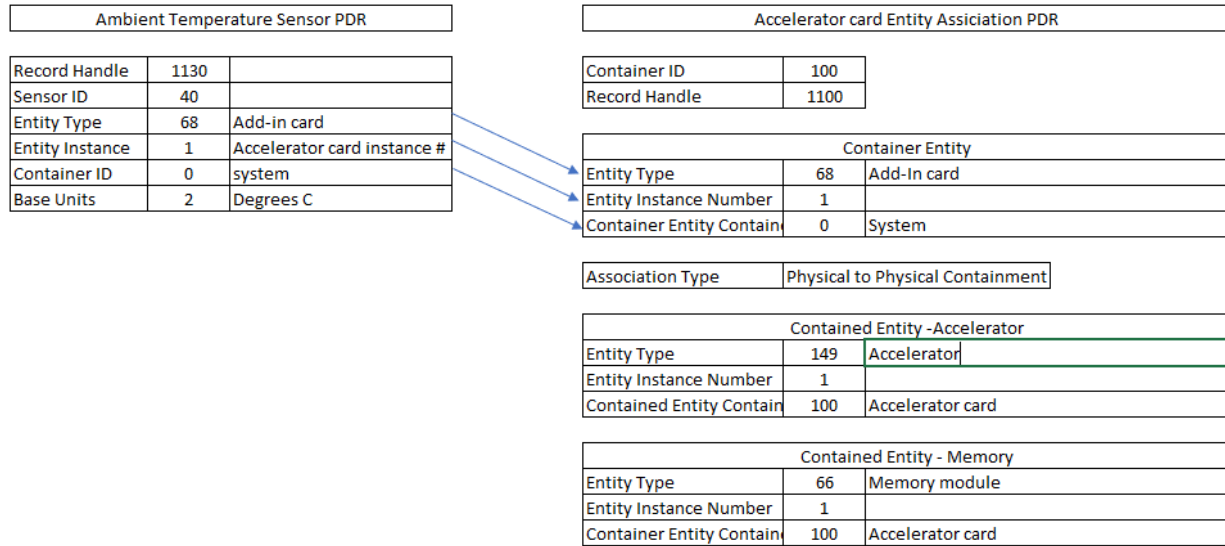 Ambient Temperature Sensor PDR
Record Handle 1130
Sensor ID 40
Entity Type 68 Add-in card
Entity Instance 1 Accelerator card instance #
Container ID 0 system
Base Units 2 Degrees C
Accelerator card Entity Assiciation PDR
Container ID 100
Record Handle 1100
Container Entity
Entity Type 68 Add-In card
Entity Instance Number 1
Container Entity Contain 0 System
Association Type Physical to Physical Containment
Contained Entity -Accelerator
Entity Type 149 Accelerator
Entity Instance Number 1
Contained Entity Contain 100 Accelerator card
Contained Entity - Memory
Entity Type 66 Memory module
Entity Instance Number 1
Container Entity Contain 100 Accelerator card